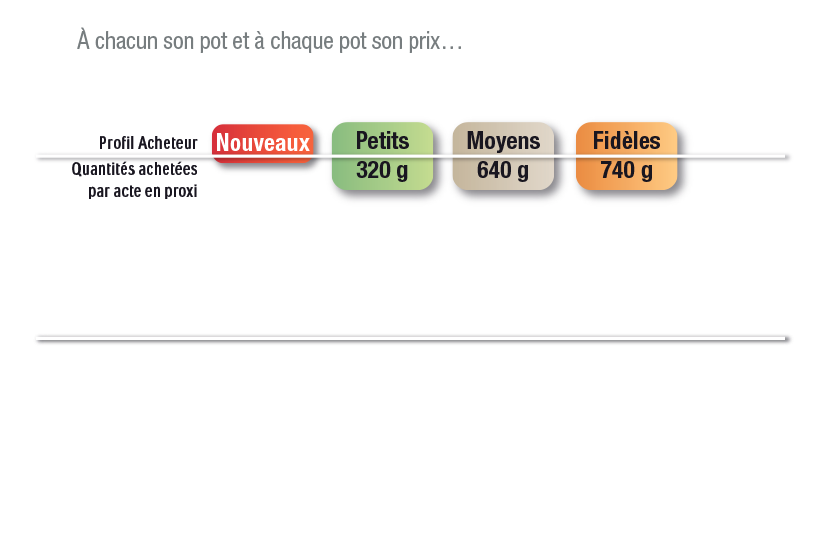 À chacun son pot et à chaque pot son prix…
Profil Acheteur Nouveaux Petits Moyens Fidèles
Quantités achetées 320 g 640 g 740 g
par acte en proxi